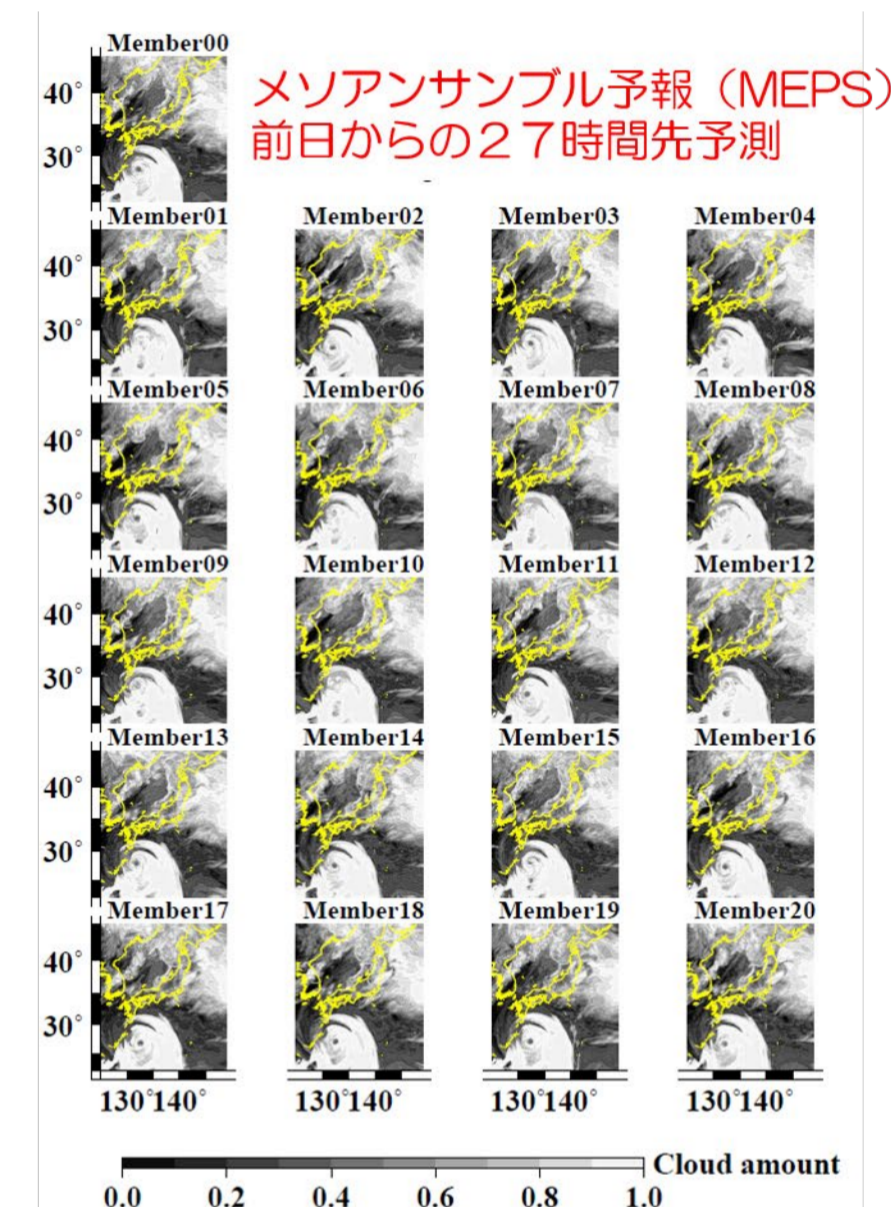 Member00
メソアンサンブル予報（MEPS）
前日からの２７時間先予測
40°
30°
Member01 Member02 Member03 Member04
40°
30°
Member05 Member06 Member07 Member08
40°
30°
Member09 Member10 Member11 Member12
40°
30°
Member13 Member14 Member15 Member16
40°
30°
Member17 Member18 Member19 Member20
40°
30°
130°140° 130°140° 130°140° 130°140°
Cloud amount
0.0 0.2 0.4 0.6 0.8 1.0